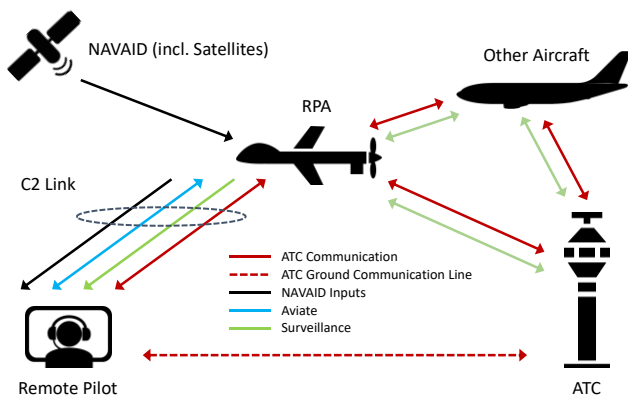 NAVAID (incl. Satellites)
Other Aircraft
RPA
C2 Link
ATC Communication
ATC Ground Communication Line
NAVAID Inputs
Aviate
Surveillance
Remote Pilot
ATC